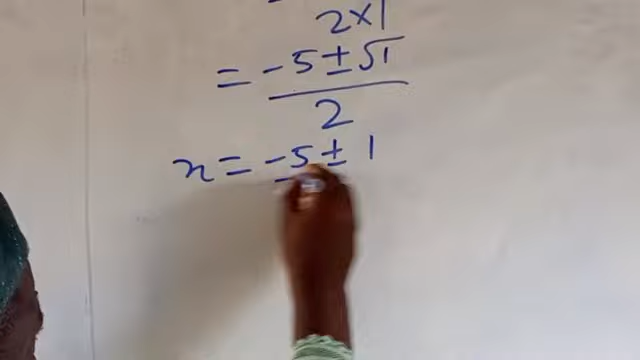 2×1
= -5 ± √1
2
x = -5 ± 1